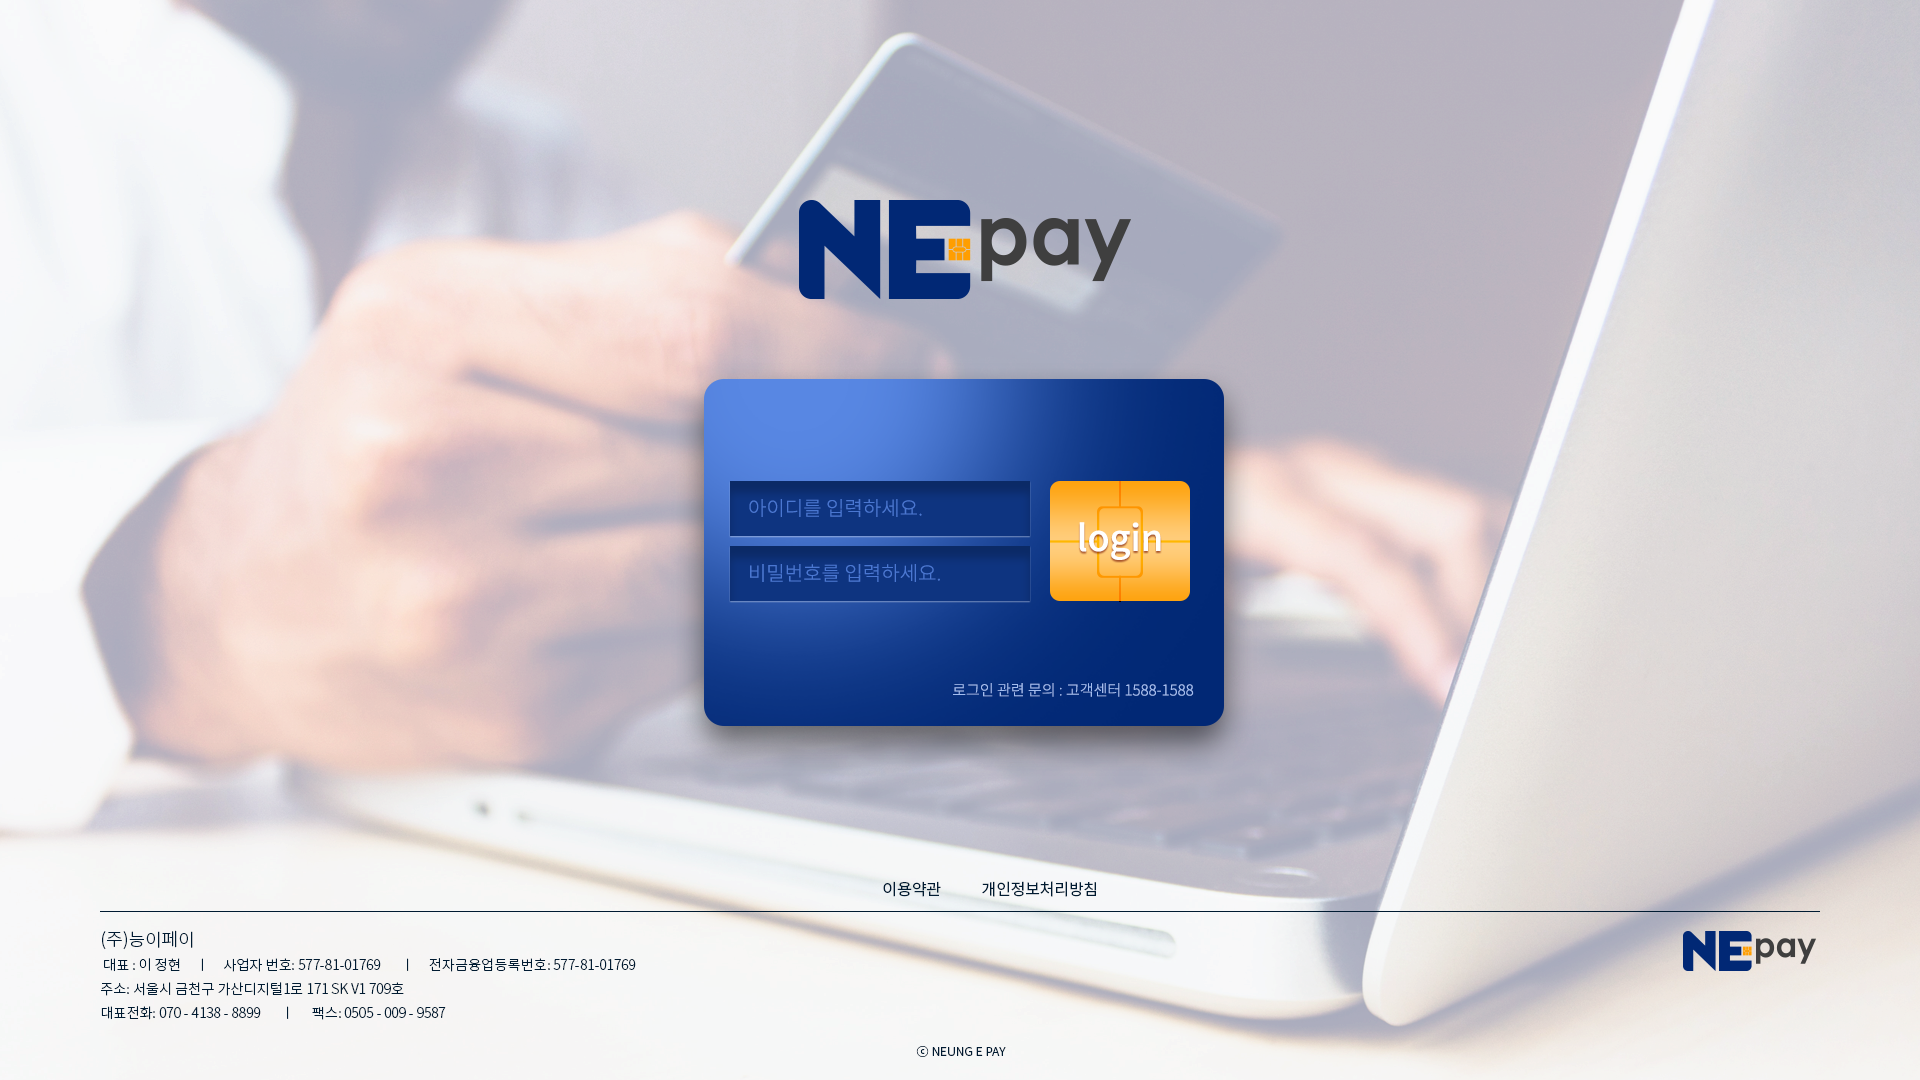 NE pay
아이디를 입력하세요.
비밀번호를 입력하세요.
login
로그인 관련 문의 : 고객센터 1588-1588
이용약관 개인정보처리방침
(주)능이페이
대표 : 이 정현 | 사업자 번호: 577-81-01769 | 전자금융업등록번호: 577-81-01769
주소: 서울시 금천구 가산디지털1로 171 SK V1 709호
대표전화: 070 - 4138 - 8899 | 팩스: 0505 - 009 - 9587
NE pay
ⓒ NEUNG E PAY